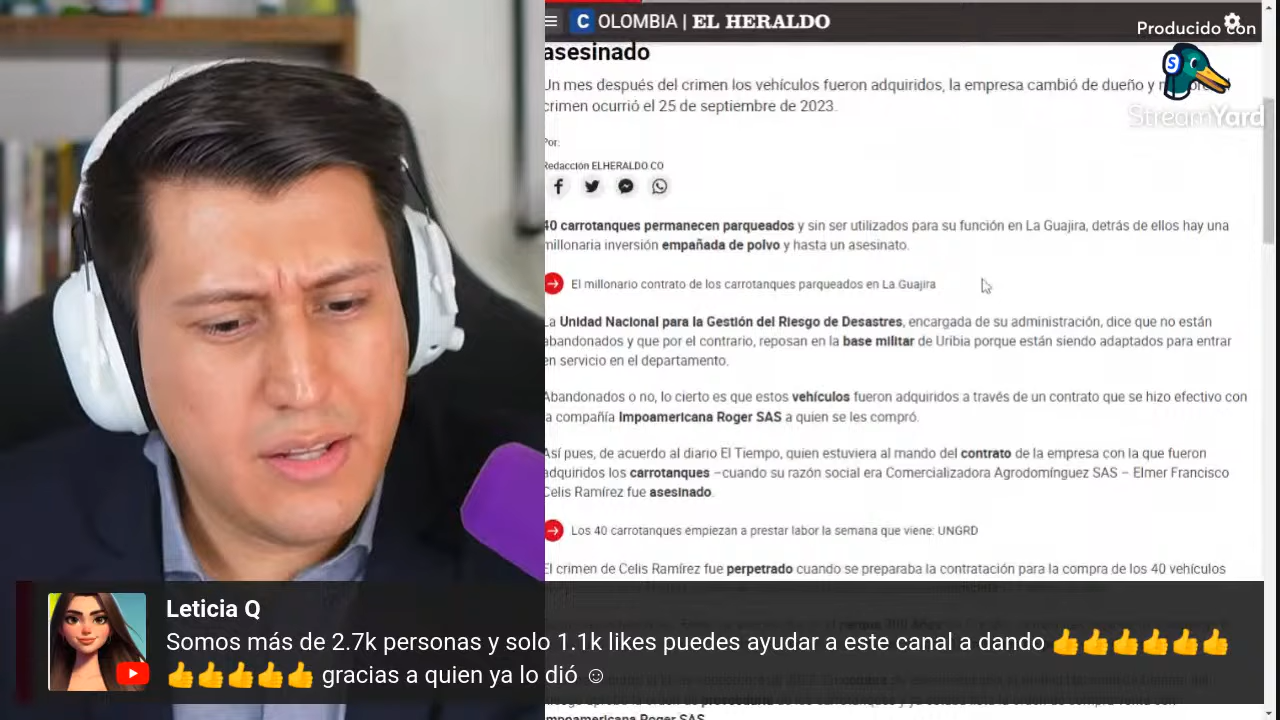 COLOMBIA | EL HERALDO
Producido con
StreamYard
asesinado
Un mes después del crimen los vehículos fueron adquiridos, la empresa cambió de dueño y
crimen ocurrió el 25 de septiembre de 2023.
Por:
Redacción ELHERALDO.CO
40 carrotanques permanecen parqueados y sin ser utilizados para su función en La Guajira, detrás de ellos hay una
millonaria inversión empañada de polvo y hasta un asesinato.
El millonario contrato de los carrotanques parqueados en La Guajira
La Unidad Nacional para la Gestión del Riesgo de Desastres, encargada de su administración, dice que no están
abandonados y que por el contrario, reposan en la base militar de Uribia porque están siendo adaptados para entrar
en servicio en el departamento.
Abandonados o no, lo cierto es que estos vehículos fueron adquiridos a través de un contrato que se hizo efectivo con
la compañía Impoamericana Roger SAS a quien se les compró.
Así pues, de acuerdo al diario El Tiempo, quien estuviera al mando del contrato de la empresa con la que fueron
adquiridos los carrotanques –cuando su razón social era Comercializadora Agrodomínguez SAS – Elmer Francisco
Celis Ramírez fue asesinado.
Los 40 carrotanques empiezan a prestar labor la semana que viene: UNGRD
El crimen de Celis Ramírez fue perpetrado cuando se preparaba la contratación para la compra de los 40 vehículos
Leticia Q
Somos más de 2.7k personas y solo 1.1k likes puedes ayudar a este canal a dando 👍👍👍👍👍👍
👍👍👍👍👍 gracias a quien ya lo dió ☺
Impoamericana Roger SAS